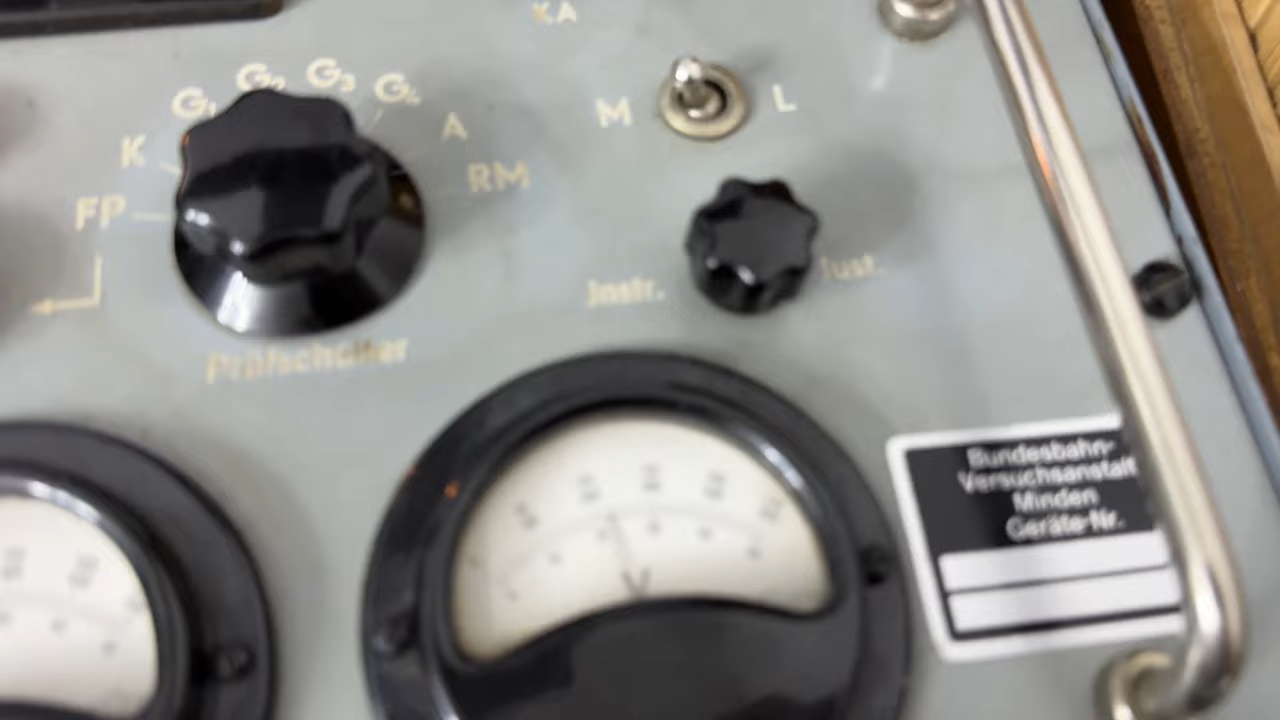 KA
G₁ G₂ G₃ G₄
K
A
FP
RM
M
L
Instr.
Just.
Prüfschalter
Bundesbahn-
Versuchsanstalt
Minden
Geräte-Nr.
V